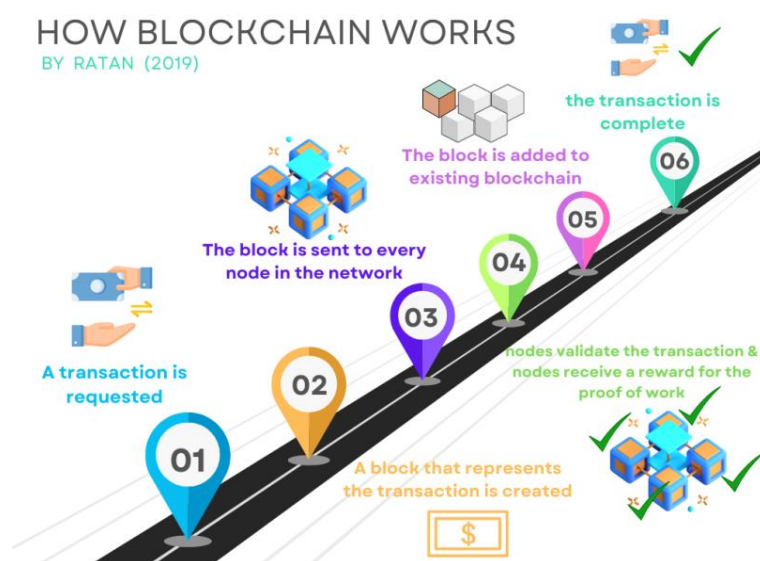 HOW BLOCKCHAIN WORKS
BY RATAN (2019)
01
A transaction is
requested
02
A block that represents
the transaction is created
$
03
The block is sent to every
node in the network
04
nodes validate the transaction &
nodes receive a reward for the
proof of work
05
The block is added to
existing blockchain
06
the transaction is
complete